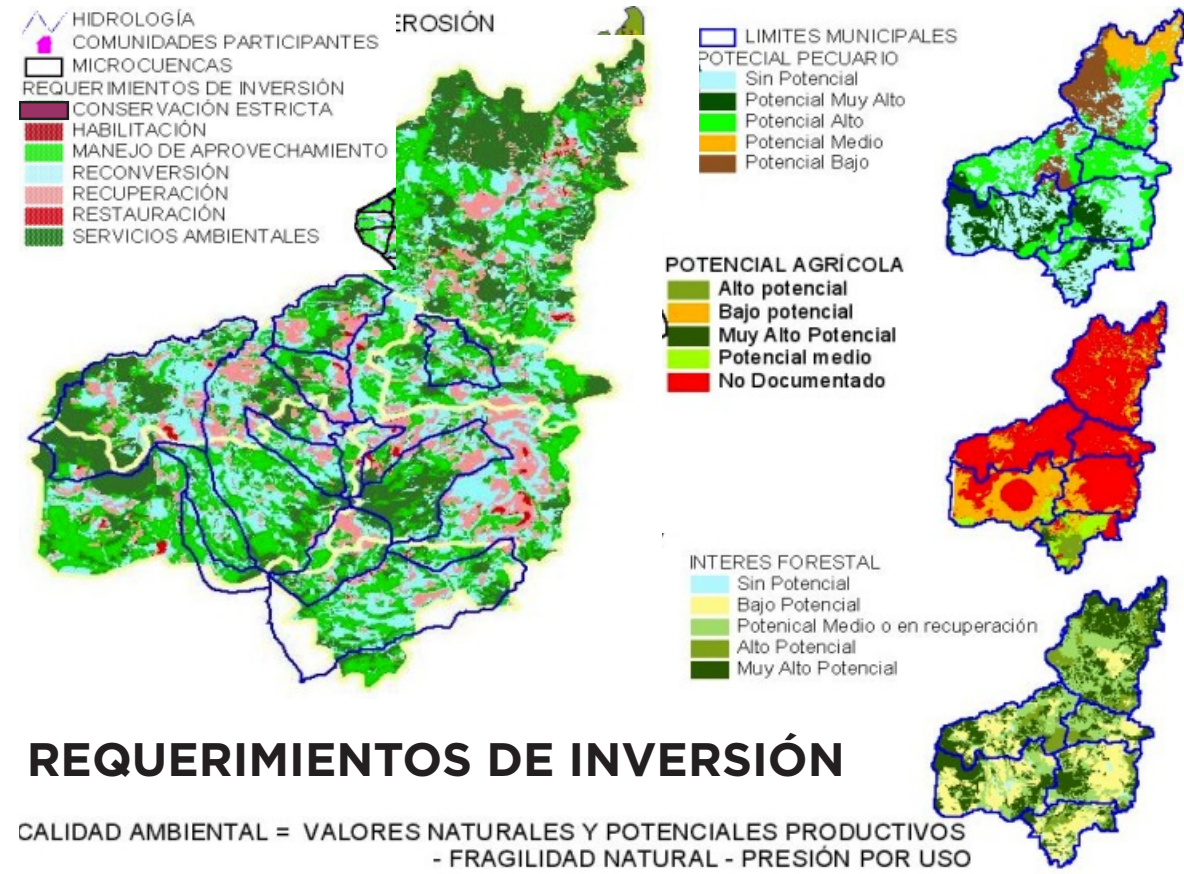 HIDROLOGÍA
COMUNIDADES PARTICIPANTES
MICROCUENCAS
REQUERIMIENTOS DE INVERSIÓN
CONSERVACIÓN ESTRICTA
HABILITACIÓN
MANEJO DE APROVECHAMIENTO
RECONVERSIÓN
RECUPERACIÓN
RESTAURACIÓN
SERVICIOS AMBIENTALES
EROSIÓN
LIMITES MUNICIPALES
POTECIAL PECUARIO
Sin Potencial
Potencial Muy Alto
Potencial Alto
Potencial Medio
Potencial Bajo
POTENCIAL AGRÍCOLA
Alto potencial
Bajo potencial
Muy Alto Potencial
Potencial medio
No Documentado
INTERES FORESTAL
Sin Potencial
Bajo Potencial
Potenical Medio o en recuperación
Alto Potencial
Muy Alto Potencial
REQUERIMIENTOS DE INVERSIÓN
CALIDAD AMBIENTAL = VALORES NATURALES Y POTENCIALES PRODUCTIVOS
- FRAGILIDAD NATURAL - PRESIÓN POR USO